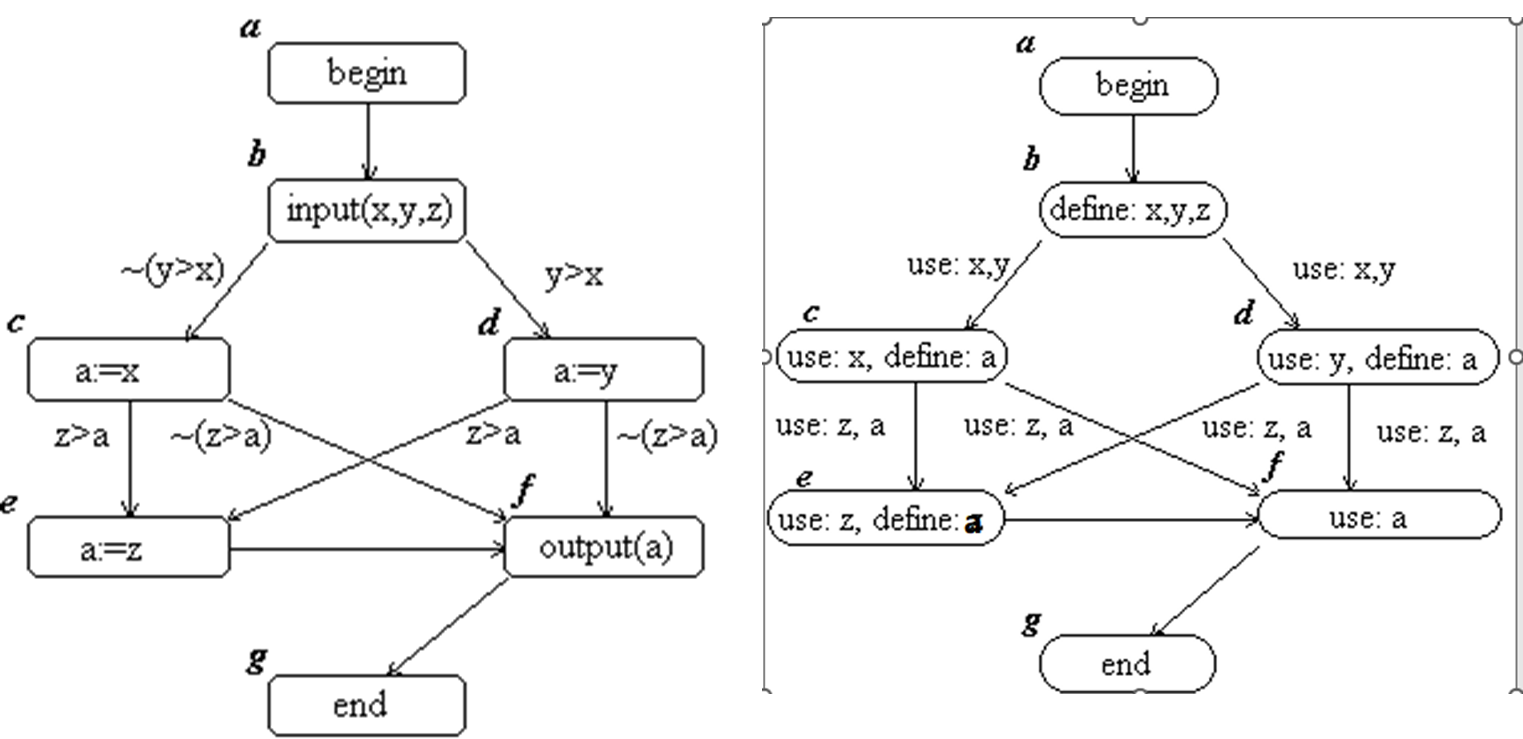 a
begin
b
input(x,y,z)
~(y>x)
y>x
c
d
a:=x
a:=y
z>a
~(z>a)
z>a
~(z>a)
e
f
a:=z
output(a)
g
end
a
begin
b
define: x,y,z
use: x,y
use: x,y
c
d
use: x, define: a
use: y, define: a
use: z, a
use: z, a
use: z, a
use: z, a
e
f
use: z, define: a
use: a
g
end